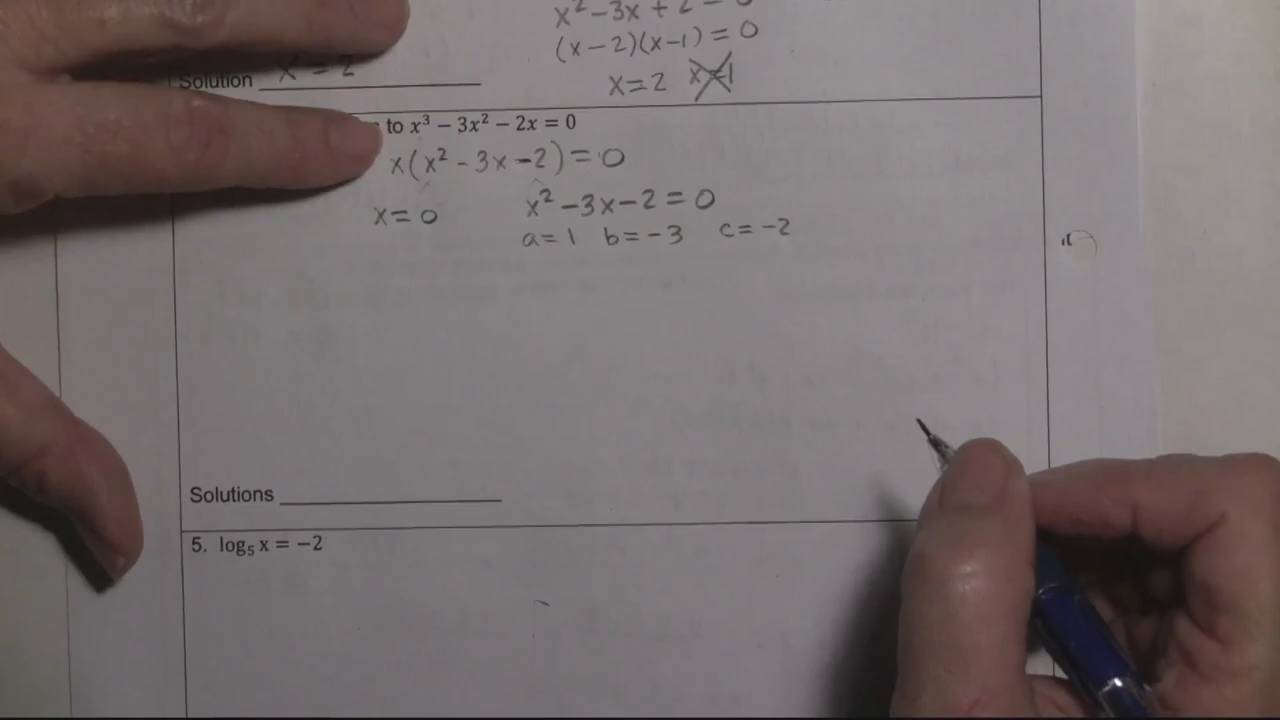 x² - 3x + 2 = 0
(x - 2)(x - 1) = 0
Solution x = 2
x = 2 x = 1
to x³ − 3x² − 2x = 0
x(x² - 3x - 2) = 0
x = 0 x² - 3x - 2 = 0
a = 1 b = -3 c = -2
Solutions
5. log₅ x = −2